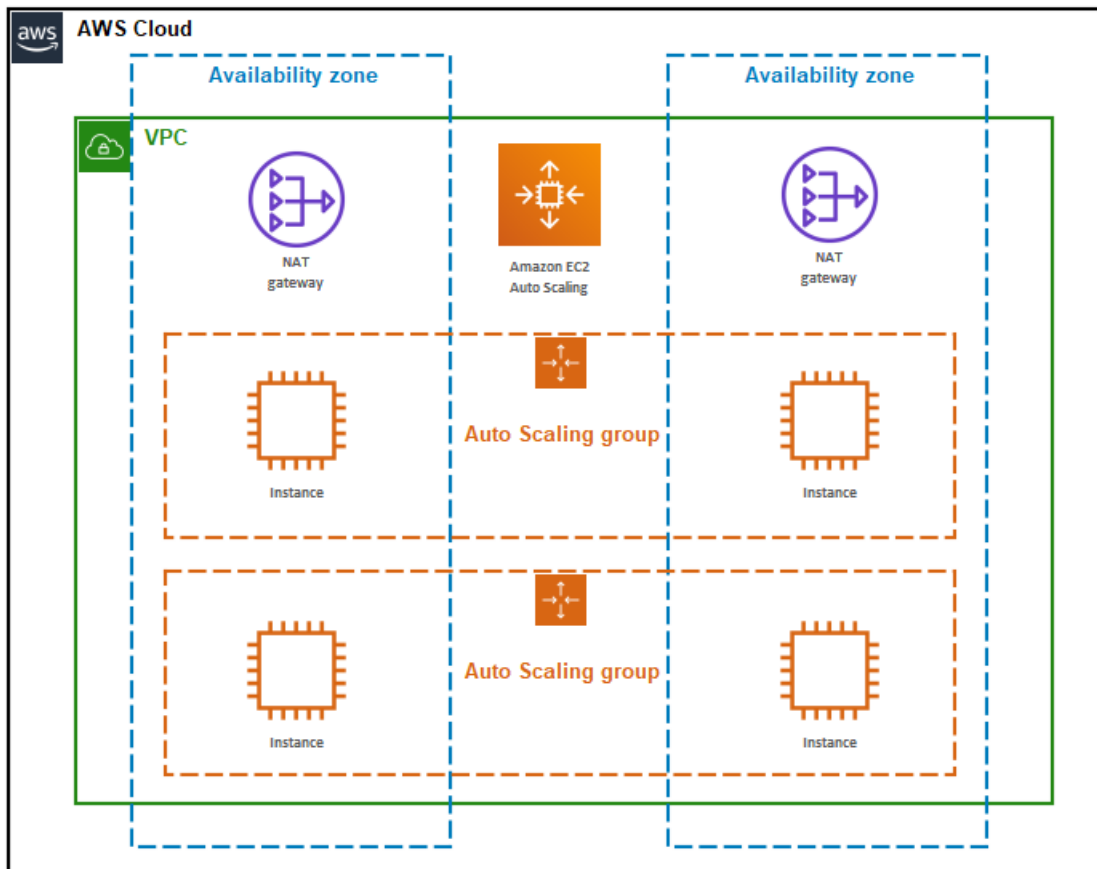 aws
AWS Cloud
Availability zone
Availability zone
VPC
NAT
gateway
Amazon EC2
Auto Scaling
NAT
gateway
Auto Scaling group
Instance
Instance
Auto Scaling group
Instance
Instance